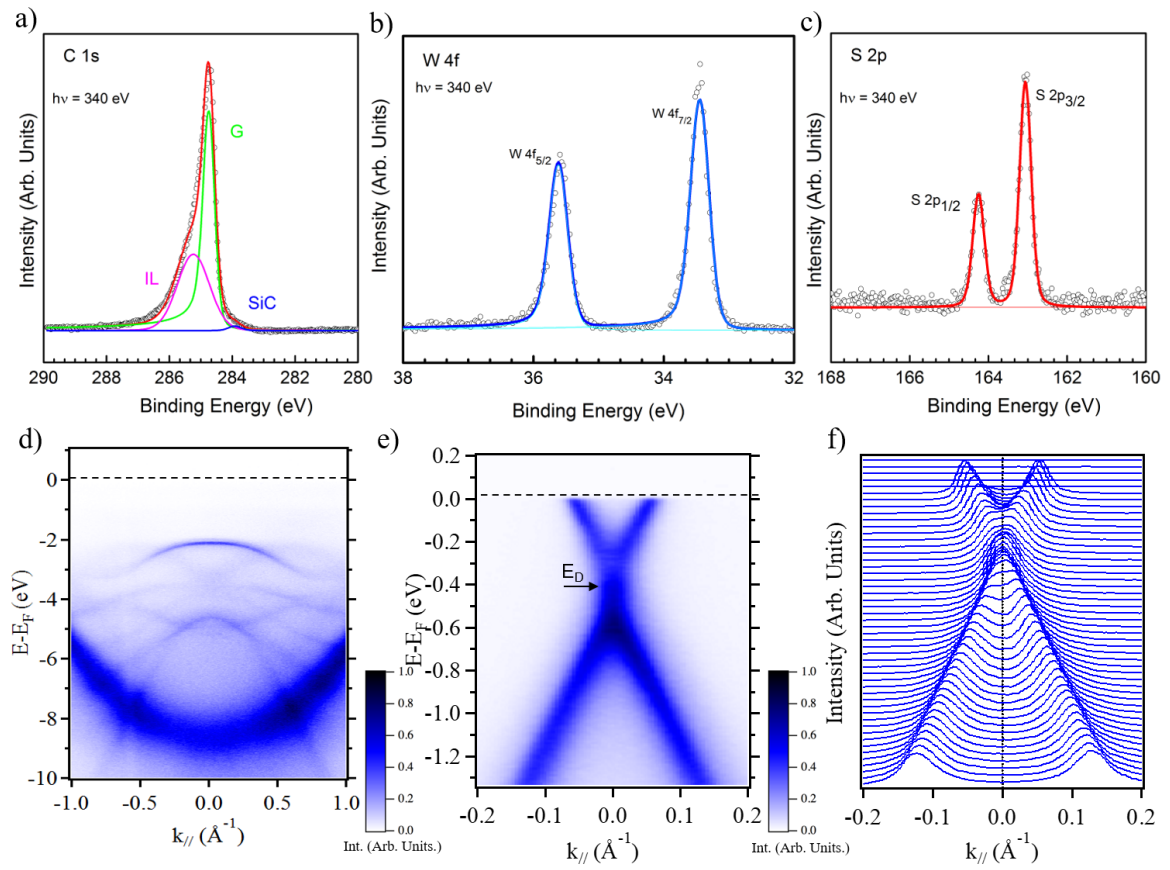 a)
C 1s
hν = 340 eV
G
IL
SiC
Intensity (Arb. Units)
290 288 286 284 282 280
Binding Energy (eV)
b)
W 4f
hν = 340 eV
W 4f5/2
W 4f7/2
Intensity (Arb. Units)
38 36 34 32
Binding Energy (eV)
c)
S 2p
hν = 340 eV
S 2p3/2
S 2p1/2
Intensity (Arb. Units)
168 166 164 162 160
Binding Energy (eV)
d)
E-EF (eV)
0
-2
-4
-6
-8
-10
-1.0 -0.5 0.0 0.5 1.0
k// (Å-1)
1.0
0.8
0.6
0.4
0.2
0.0
Int. (Arb. Units.)
e)
E-EF (eV)
0.2
0.0
-0.2
-0.4
-0.6
-0.8
-1.0
-1.2
ED
-0.2 -0.1 0.0 0.1 0.2
k// (Å-1)
1.0
0.8
0.6
0.4
0.2
0.0
Int. (Arb. Units.)
f)
Intensity (Arb. Units)
-0.2 -0.1 0.0 0.1 0.2
k// (Å-1)